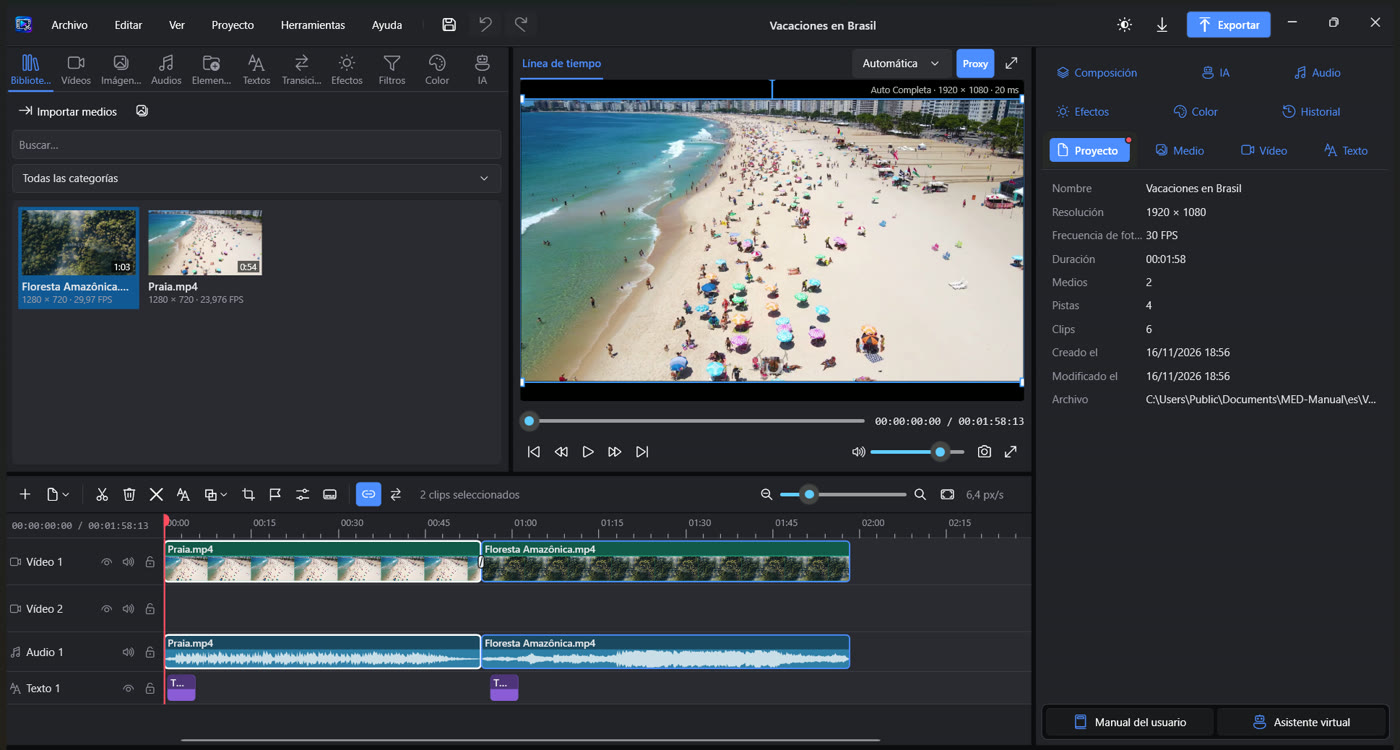 Archivo Editar Ver Proyecto Herramientas Ayuda Vacaciones en Brasil Exportar
Bibliote... Vídeos Imágen... Audios Elemen... Textos Transici... Efectos Filtros Color IA
Importar medios
Buscar...
Todas las categorías
1:03 0:54
Floresta Amazônica.... Praia.mp4
1280 × 720 · 29,97 FPS 1280 × 720 · 23,976 FPS
Línea de tiempo Automática Proxy
Auto Completa · 1920 × 1080 · 20 ms
00:00:00:00 / 00:01:58:13
Composición IA Audio
Efectos Color Historial
Proyecto Medio Vídeo Texto
Nombre Vacaciones en Brasil
Resolución 1920 × 1080
Frecuencia de fot... 30 FPS
Duración 00:01:58
Medios 2
Pistas 4
Clips 6
Creado el 16/11/2026 18:56
Modificado el 16/11/2026 18:56
Archivo C:\Users\Public\Documents\MED-Manual\es\V...
2 clips seleccionados 6,4 px/s
00:00:00:00 / 00:01:58:13 00:00 00:15 00:30 00:45 01:00 01:15 01:30 01:45 02:00 02:15
Vídeo 1 Praia.mp4 Floresta Amazônica.mp4
Vídeo 2
Audio 1 Praia.mp4 Floresta Amazônica.mp4
Texto 1 T... T...
Manual del usuario Asistente virtual